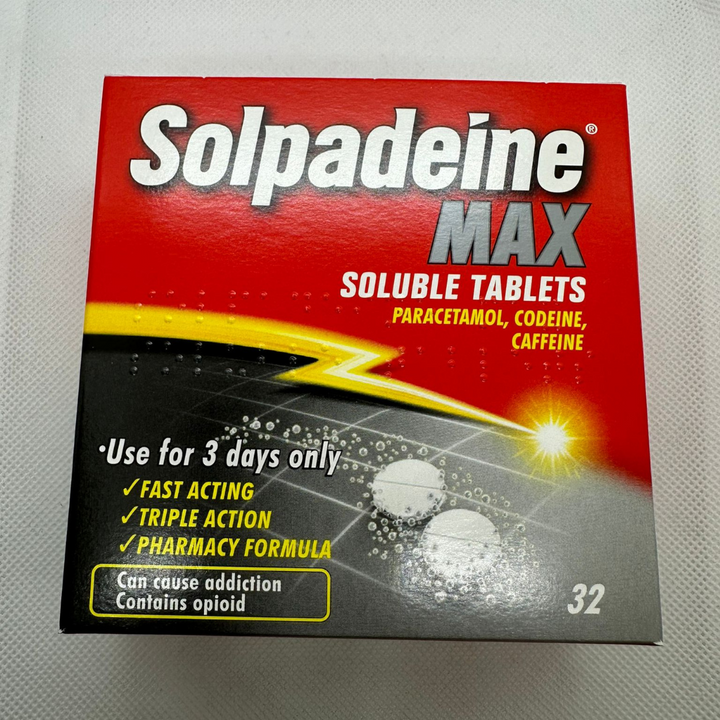 Solpadeine®
MAX
SOLUBLE TABLETS
PARACETAMOL, CODEINE,
CAFFEINE
•Use for 3 days only
✓FAST ACTING
✓TRIPLE ACTION
✓PHARMACY FORMULA
Can cause addiction
Contains opioid
32